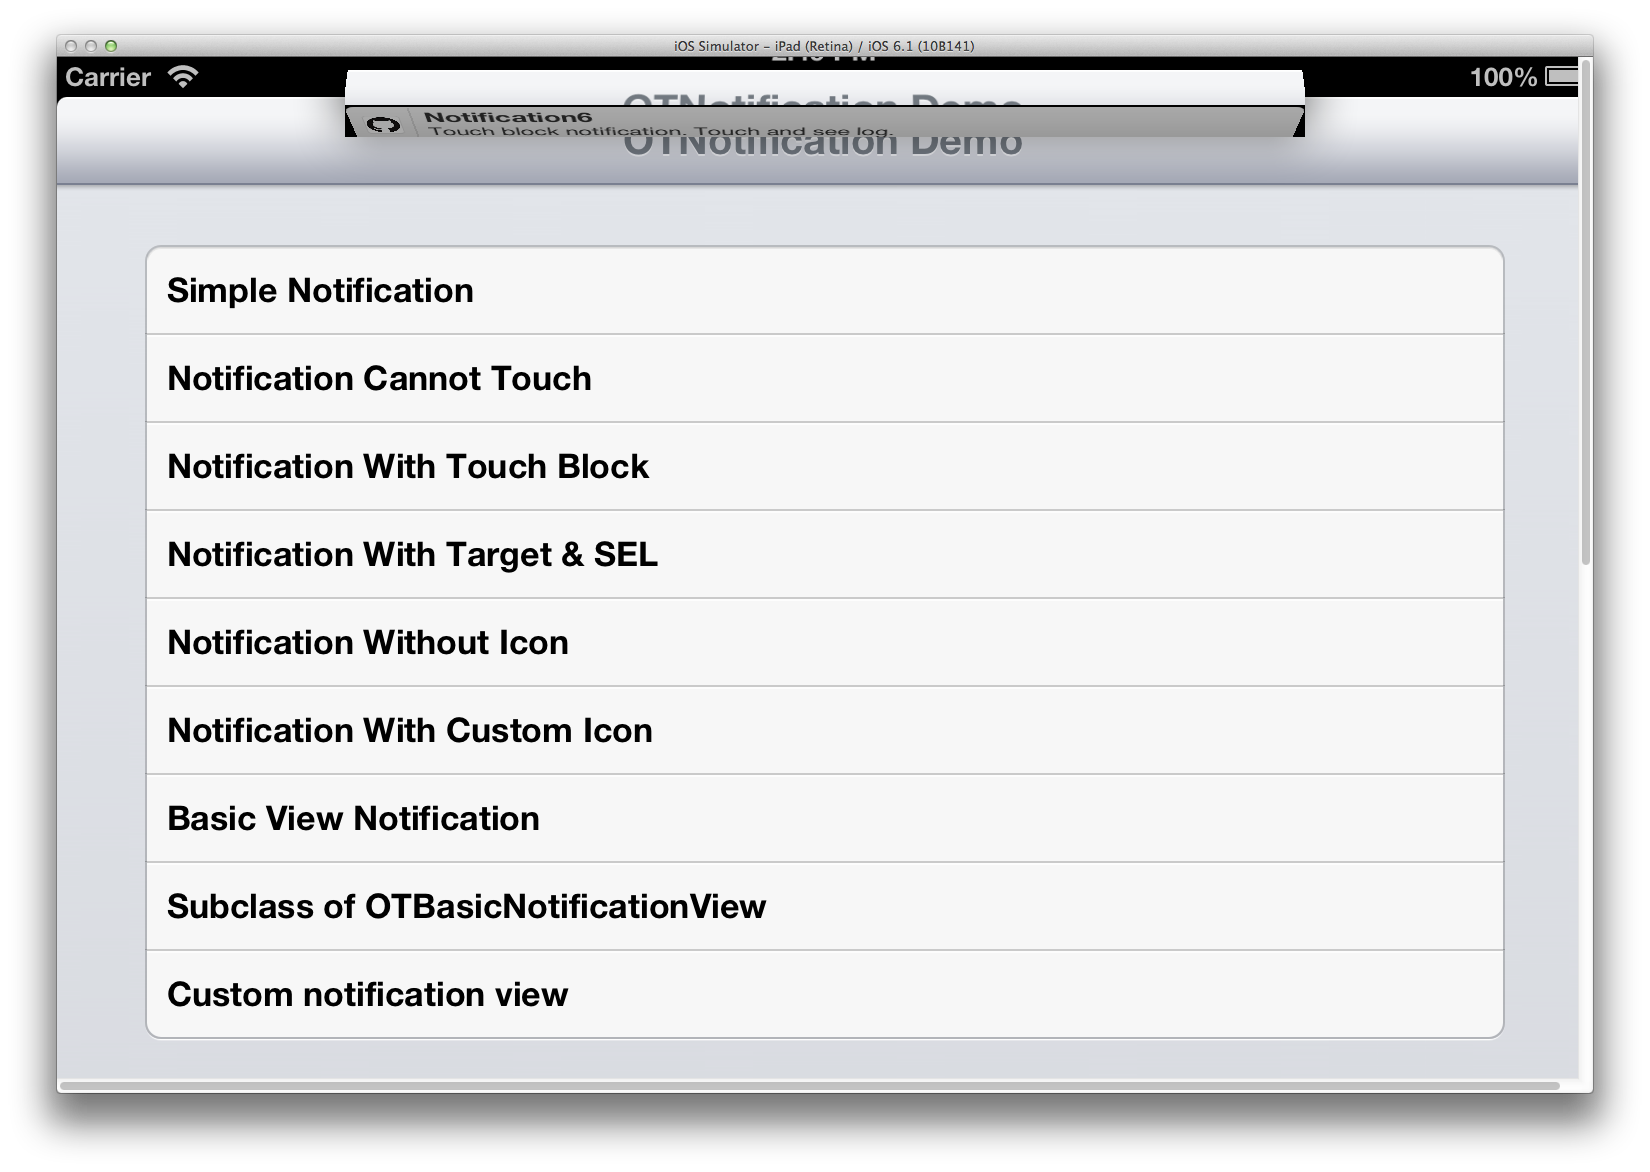 iOS Simulator – iPad (Retina) / iOS 6.1 (10B141)
Carrier
100%
OTNotification Demo
Notification6
Touch block notification. Touch and see log.
OTNotification Demo
Simple Notification
Notification Cannot Touch
Notification With Touch Block
Notification With Target & SEL
Notification Without Icon
Notification With Custom Icon
Basic View Notification
Subclass of OTBasicNotificationView
Custom notification view